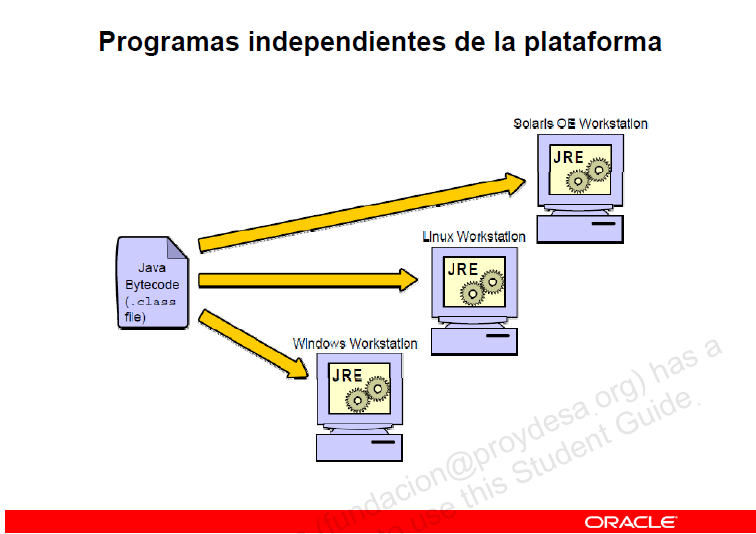 Programas independientes de la plataforma
Solaris OE Workstation
JRE
Linux Workstation
JRE
Java
Bytecode
(.class
file)
Windows Workstation
JRE
(fundacion@proydesa.org) has a
to use this Student Guide.
ORACLE